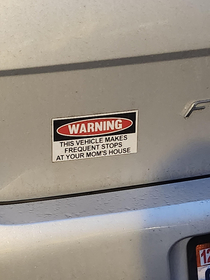 WARNING
THIS VEHICLE MAKES
FREQUENT STOPS
AT YOUR MOM'S HOUSE